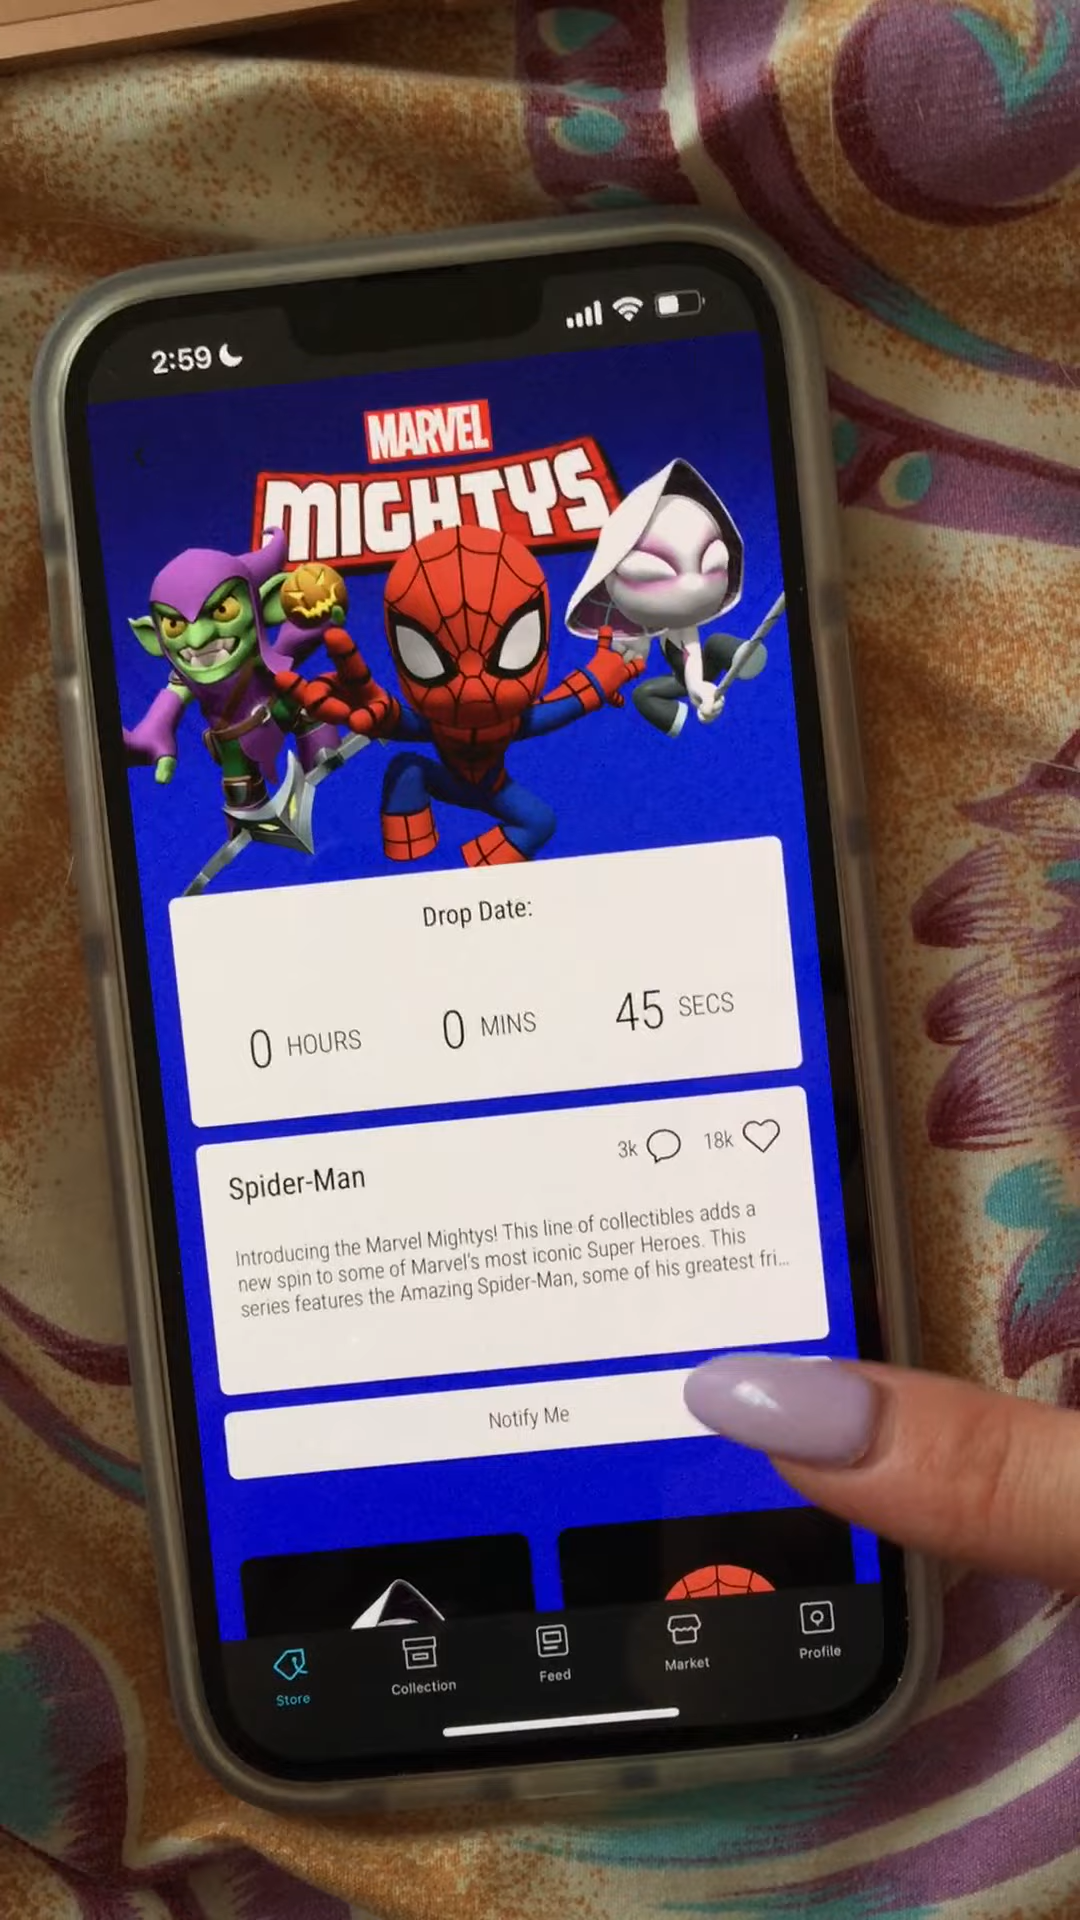 2:59
MARVEL
MIGHTYS
Drop Date:
0 HOURS 0 MINS 45 SECS
3k 18k
Spider-Man
Introducing the Marvel Mightys! This line of collectibles adds a
new spin to some of Marvel's most iconic Super Heroes. This
series features the Amazing Spider-Man, some of his greatest fri...
Notify Me
Store Collection Feed Market Profile